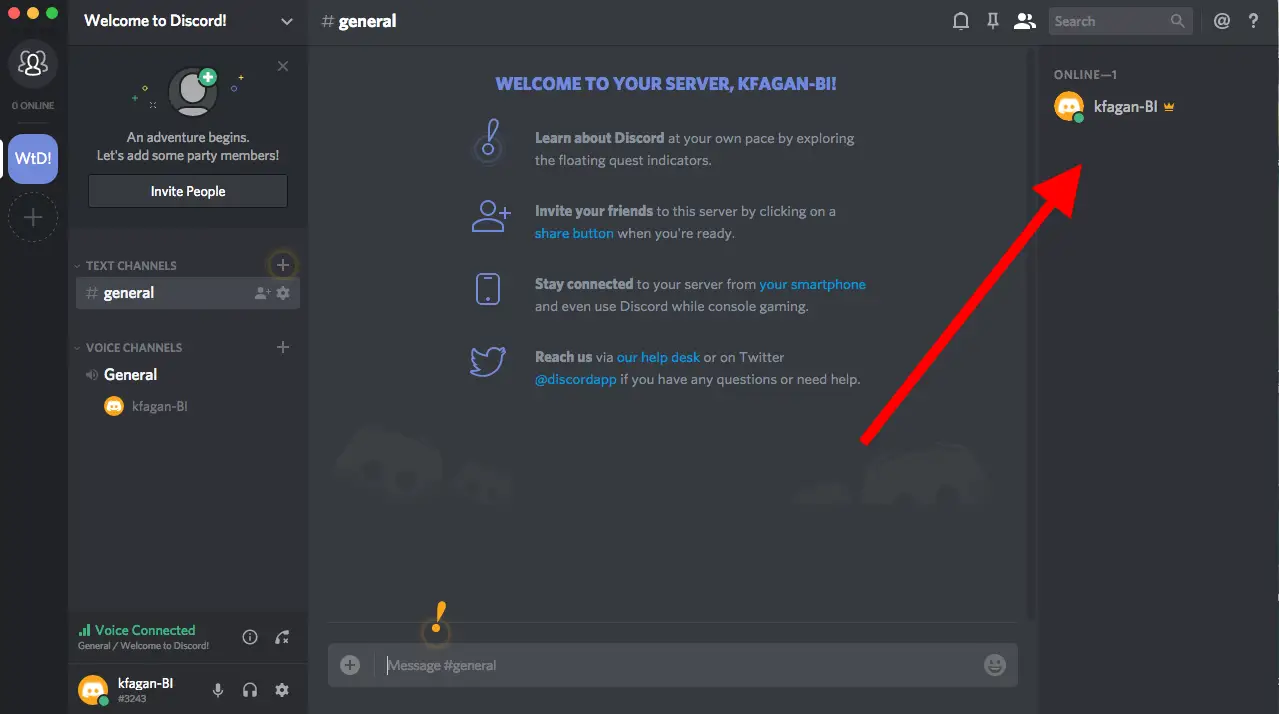 Welcome to Discord!
# general
Search
@
?
0 ONLINE
WtD!
An adventure begins.
Let's add some party members!
Invite People
TEXT CHANNELS
# general
VOICE CHANNELS
General
kfagan-BI
Voice Connected
General / Welcome to Discord!
kfagan-BI
#3243
WELCOME TO YOUR SERVER, KFAGAN-BI!
Learn about Discord at your own pace by exploring
the floating quest indicators.
Invite your friends to this server by clicking on a
share button when you're ready.
Stay connected to your server from your smartphone
and even use Discord while console gaming.
Reach us via our help desk or on Twitter
@discordapp if you have any questions or need help.
Message #general
ONLINE—1
kfagan-BI